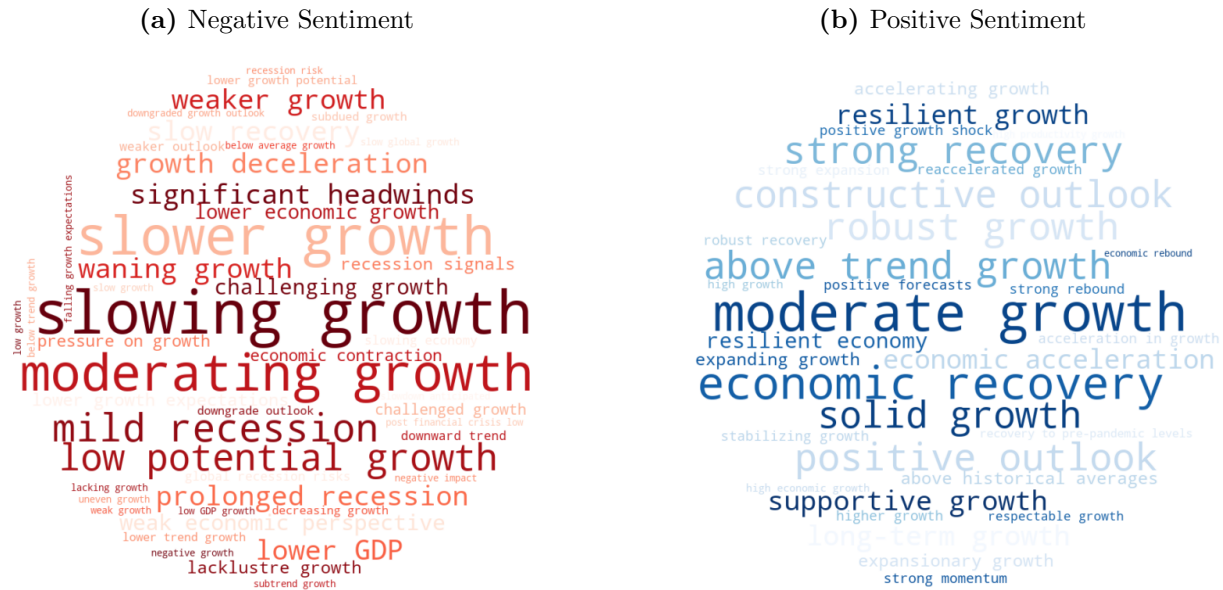 (a) Negative Sentiment
recession risk
lower growth potential
weaker growth
downgraded growth outlook
subdued growth
slow recovery
slow global growth
weaker outlook
below average growth
growth deceleration
significant headwinds
lower economic growth
slower growth
falling growth expectations
waning growth
recession signals
slow growth
challenging growth
low growth
below trend growth
slowing growth
pressure on growth
slowing economy
economic contraction
moderating growth
lower growth expectations
downgrade outlook
challenged growth
post financial crisis low
mild recession
downward trend
low potential growth
global recession risks
negative impact
lacking growth
prolonged recession
uneven growth
weak growth
low GDP growth
decreasing growth
weak economic perspective
lower trend growth
negative growth
lower GDP
lacklustre growth
subtrend growth
(b) Positive Sentiment
accelerating growth
resilient growth
positive growth shock
strong recovery
strong expansion
reaccelerated growth
constructive outlook
robust growth
robust recovery
economic rebound
above trend growth
high growth
positive forecasts
strong rebound
moderate growth
resilient economy
acceleration in growth
expanding growth
economic acceleration
economic recovery
solid growth
stabilizing growth
recovery to pre-pandemic levels
positive outlook
above historical averages
high economic growth
supportive growth
higher growth
respectable growth
long-term growth
expansionary growth
strong momentum